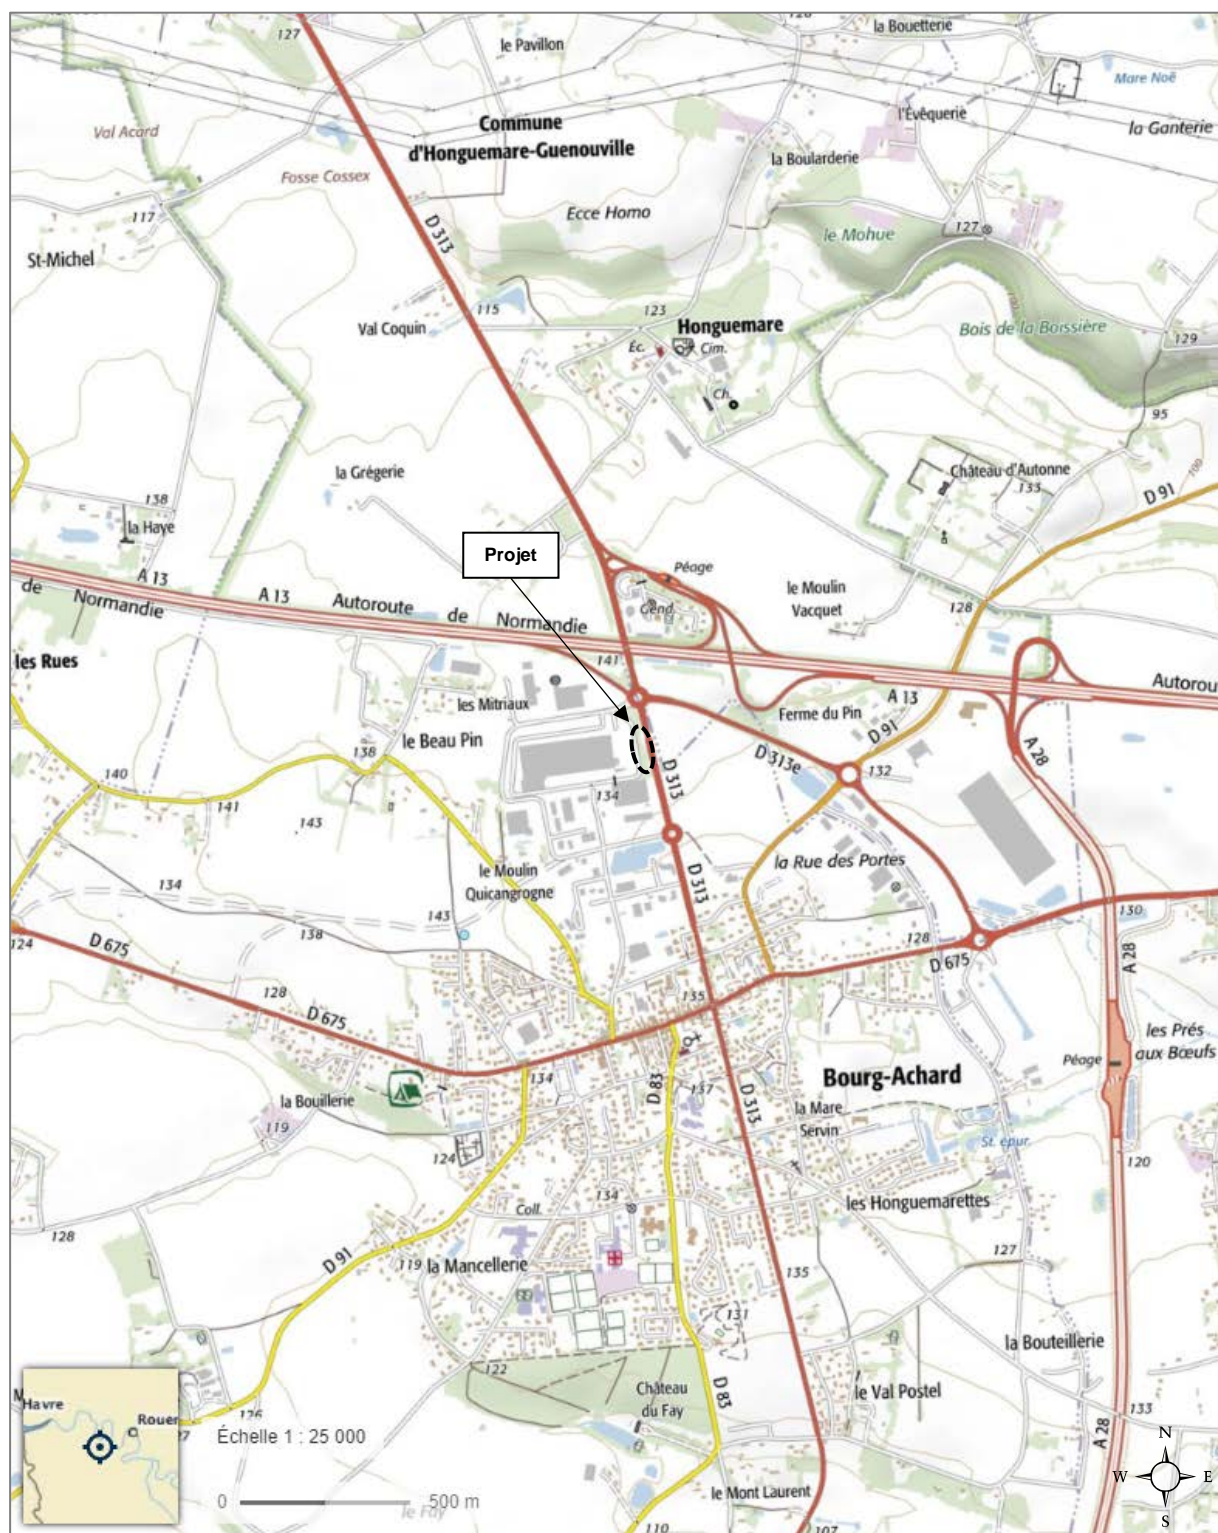 127
le Pavillon
126
la Bouetterie
Mare Noë
l'Évêquerie
la Ganterie
Val Acard
Commune
d'Honguemare-Guenouville
la Boularderie
Fosse Cossex
117
Ecce Homo
D 313
le Mohue
127
St-Michel
115
123
Honguemare
Val Coquin
Éc.
Cim.
Ch.
100
Bois de la Boissière
129
95
la Grégerie
Château d'Autonne
133
100
D 91
138
la Haye
Projet
Péage
Gend.
le Moulin
Vacquet
128
A 13
de Normandie
A 13
Autoroute de Normandie
les Rues
141
Autorou
les Mitriaux
A 13
Ferme du Pin
le Beau Pin
138
D 91
D 313e
A 28
132
140
141
134
D 313
143
la Rue des Portes
le Moulin
Quicangrogne
D 313
134
143
138
130
124
D 675
128
D 675
A 28
128
D 675
135
les Prés
aux Bœufs
Péage
134
D 83
137
Bourg-Achard
D 313
la Bouillerie
la Mare
Servin
119
St. épur.
124
120
134
les Honguemarettes
Coll.
128
127
D 91
119
la Mancellerie
135
131
la Bouteillerie
122
Château
du Fay
D 83
le Val Postel
133
Havre
Rouen
126
Échelle 1 : 25 000
A 28
N
W
E
S
0
500 m
le Fay
le Mont Laurent
110
107